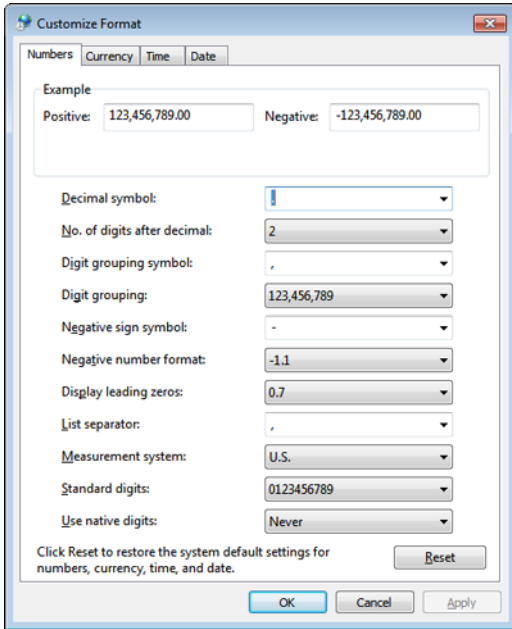 Customize Format
Numbers Currency Time Date
Example
Positive: 123,456,789.00 Negative: -123,456,789.00
Decimal symbol: .
No. of digits after decimal: 2
Digit grouping symbol: ,
Digit grouping: 123,456,789
Negative sign symbol: -
Negative number format: -1.1
Display leading zeros: 0.7
List separator: ,
Measurement system: U.S.
Standard digits: 0123456789
Use native digits: Never
Click Reset to restore the system default settings for
numbers, currency, time, and date.
Reset
OK Cancel Apply